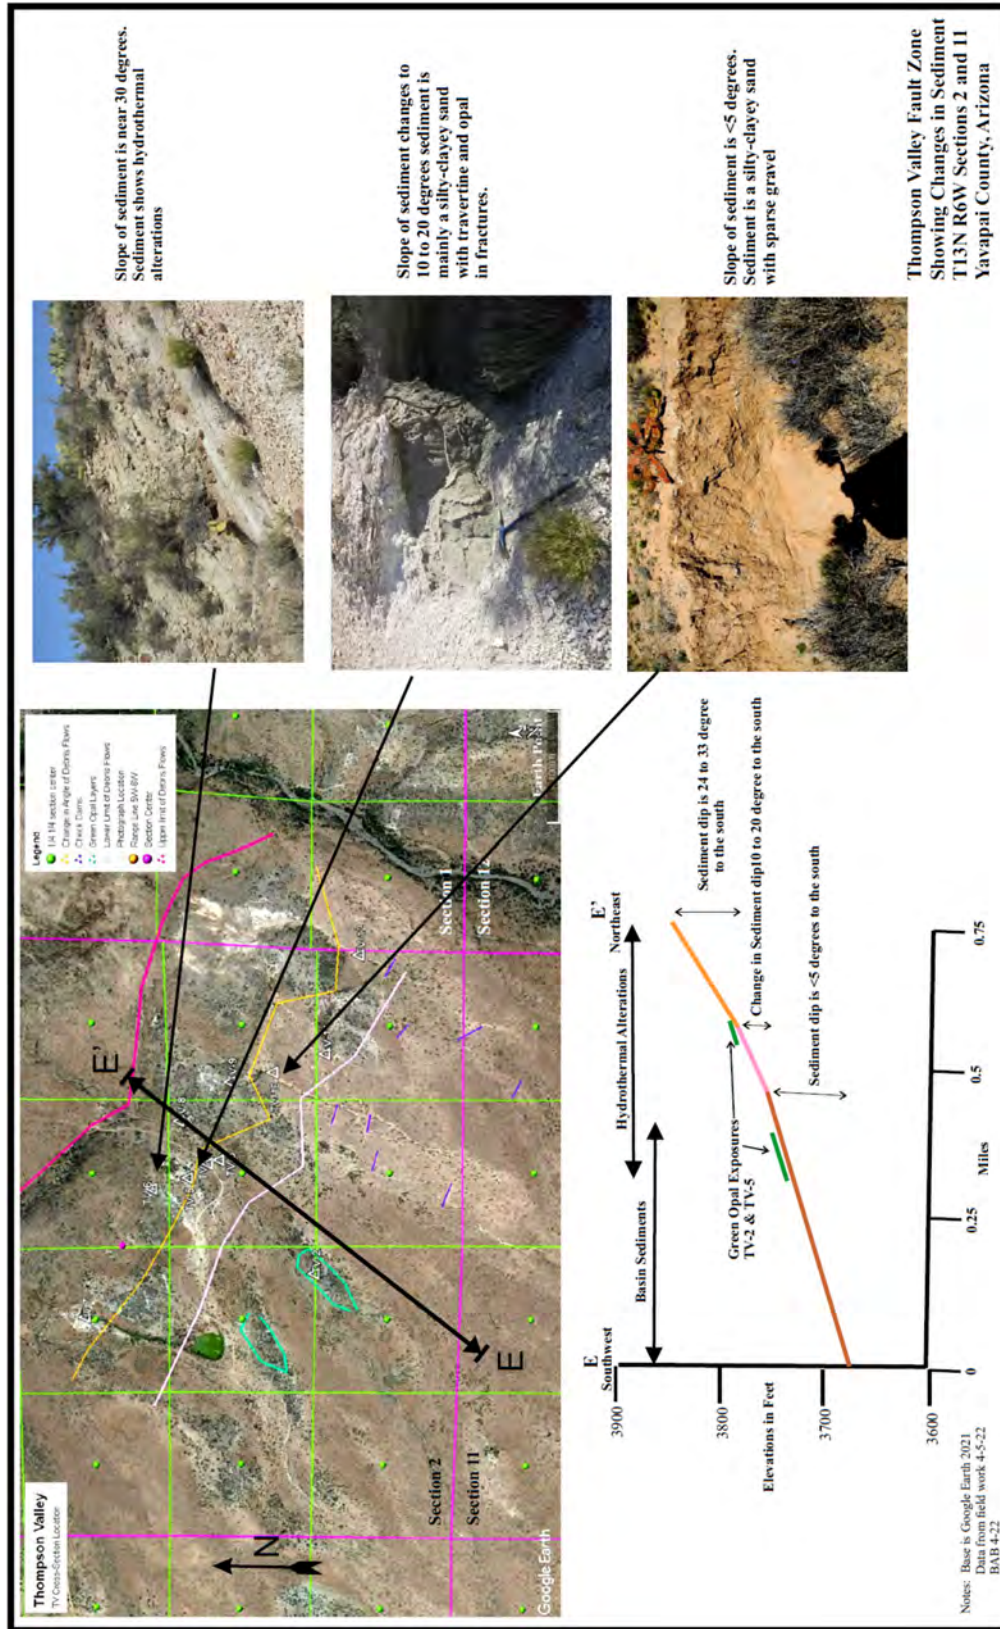 Thompson Valley
TV Cross-Section Location
Legend
1/4 1/4 section center
Change in Angle of Debris Flows
Check Dams
Green Opal Layers
Lower Limit of Debris Flows
Photograph Location
Range Line 5W-6W
Section Center
Upper limit of Debris Flows
N
E'
E
Section 2
Section 11
Section 1
Section 12
Google Earth
Earth Point
Slope of sediment is near 30 degrees.
Sediment shows hydrothermal
alterations
Slope of sediment changes to
10 to 20 degrees sediment is
mainly a silty-clayey sand
with travertine and opal
in fractures.
Slope of sediment is <5 degrees.
Sediment is a silty-clayey sand
with sparse gravel
E
Southwest
E'
Northeast
3900
3800
3700
3600
Elevations in Feet
Basin Sediments
Hydrothermal Alterations
Green Opal Exposures
TV-2 & TV-5
Sediment dip is 24 to 33 degree
to the south
Change in Sediment dip10 to 20 degree to the south
Sediment dip is <5 degrees to the south
0
0.25
0.5
0.75
Miles
Notes: Base is Google Earth 2021
Data from field work 4-5-22
BAB 4-22
Thompson Valley Fault Zone
Showing Changes in Sediment
T13N R6W Sections 2 and 11
Yavapai County, Arizona